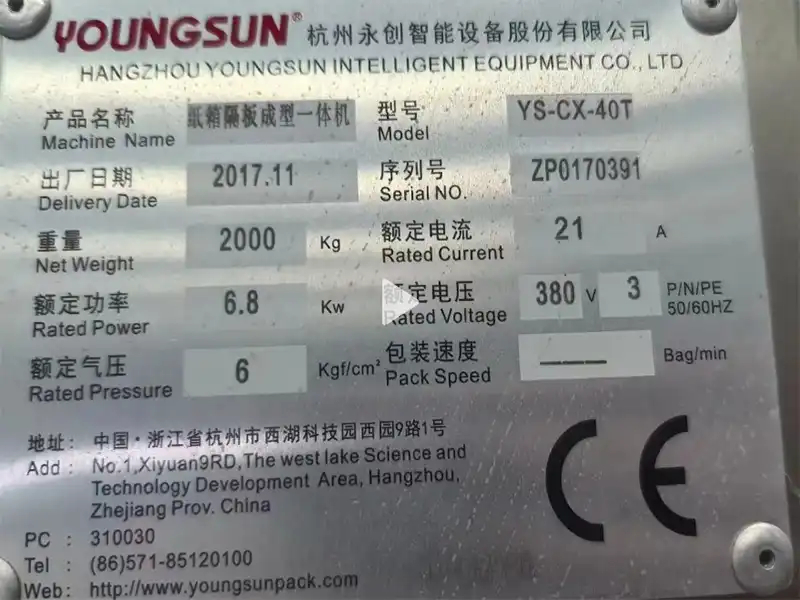 YOUNGSUN® 杭州永创智能设备股份有限公司
HANGZHOU YOUNGSUN INTELLIGENT EQUIPMENT CO., LTD
产品名称 纸箱隔板成型一体机 型号 YS-CX-40T
Machine Name Model
出厂日期 2017.11 序列号 ZP0170391
Delivery Date Serial NO.
重量 2000 Kg 额定电流 21 A
Net Weight Rated Current
额定功率 6.8 Kw 额定电压 380 V 3 P/N/PE
Rated Power Rated Voltage 50/60HZ
额定气压 6 Kgf/cm² 包装速度 —— Bag/min
Rated Pressure Pack Speed
地址: 中国·浙江省杭州市西湖科技园西园9路1号
Add : No.1,Xiyuan9RD,The west lake Science and
Technology Development Area, Hangzhou,
Zhejiang Prov. China
PC : 310030
Tel : (86)571-85120100
Web: http://www.youngsunpack.com
CE